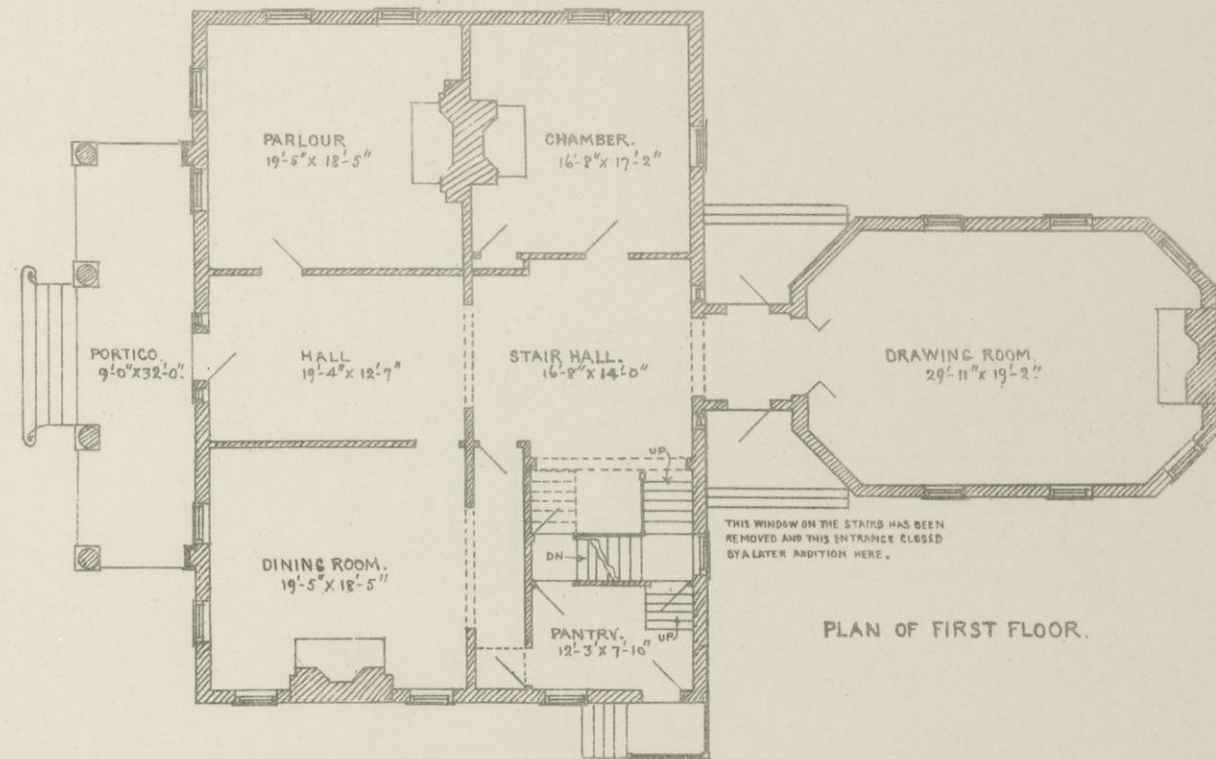 PARLOUR
19'-5" X 18'-5"
CHAMBER.
16'-8" X 17'-2"
PORTICO.
9'-0" X 32'-0".
HALL
19'-4" X 12'-9"
STAIR HALL.
16'-8" X 14'-0"
DRAWING ROOM.
29'-11" X 19'-2"
UP
THIS WINDOW ON THE STAIRS HAS BEEN
REMOVED AND THIS ENTRANCE CLOSED
BY A LATER ADDITION HERE.
DN
DINING ROOM.
19'-5" X 18'-5"
PANTRY.
12'-3" X 7'-10"
UP
PLAN OF FIRST FLOOR.